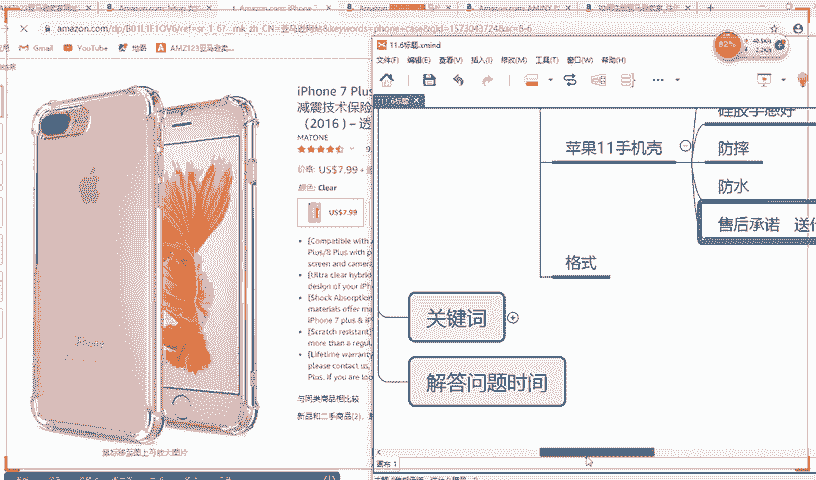 amazon.com/dp/B01L1F1OV6/ref=sr_1_6?__mk_zh_CN=亚马逊网站&keywords=phone+case&qid=1573043724&sr=8-6
Gmail
YouTube
地图
AMZ123亚马逊卖家...
iPhone 7 Plus
减震技术保险
（2016）– 透
MATONE
价格: US$7.99
颜色: Clear
US$7.99
[Compatible with
Plus/8 Plus with p
screen and camera
[Ultra clear hybrid
design of your iPh
[Shock Absorption
materials offer ma
iPhone 7 plus & iP
[Scratch resistant]
more than a regul
[Lifetime warranty
please contact us,
Plus. If you are loo
与同类商品相比较
新品和二手商品(2)
鼠标移至图上可放大图片
11.6标题.xmind
文件(F)
编辑(E)
查看(V)
插入(I)
修改(M)
工具(T)
窗口(W)
帮助(H)
82%
11.6标题
硅胶手感好
苹果11手机壳
防摔
防水
售后承诺 送什
格式
关键词
解答问题时间
画布 1